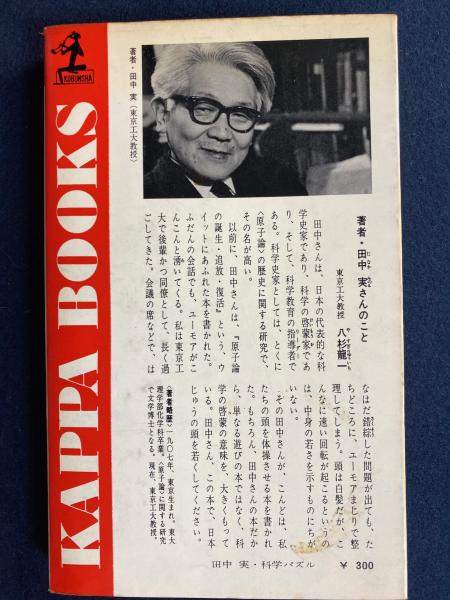 KOBUNSHA
KAPPA BOOKS
著者・田中 実(東京工大教授)
著者・田中 実さんのこと
東京工大教授 八杉龍一
田中さんは、日本の代表的な科
学史家であり、科学の啓蒙家であ
り、そして、科学教育の指導者で
ある。科学史家としては、とくに
〈原子論〉の歴史に関する研究で、
その名が高い。
以前に、田中さんは『原子論
の誕生・追放・復活』という、ウ
イットにあふれた本を書かれた。
ふだんの会話でも、ユーモアがこ
んこんと湧いてくる。私は東京工
大で後輩かつ同僚として、長く過
ごしてきた。会議の席などで、は
なはだ錯綜した問題が出ても、た
ちどころに、ユーモアまじりで整
理してしまう。頭は白髪だが、こ
んなに速い回転が起こるというの
は、中身の若さを示すものにちが
いない。
その田中さんが、こんどは、私
たちの頭を体操させる本を書かれ
た。もちろん、田中さんの本だか
ら、単なる遊びの本ではなく、科
学の啓蒙の意味を、大きくもって
いる。田中さん、この本で、日本
じゅうの頭を若くしてください。
〈著者略歴〉一九〇七年、東京生まれ。東大
理学部化学科卒業。〈原子論〉に関する研究
で文学博士となる。現在、東京工大教授。
田中 実・科学パズル ¥ 300